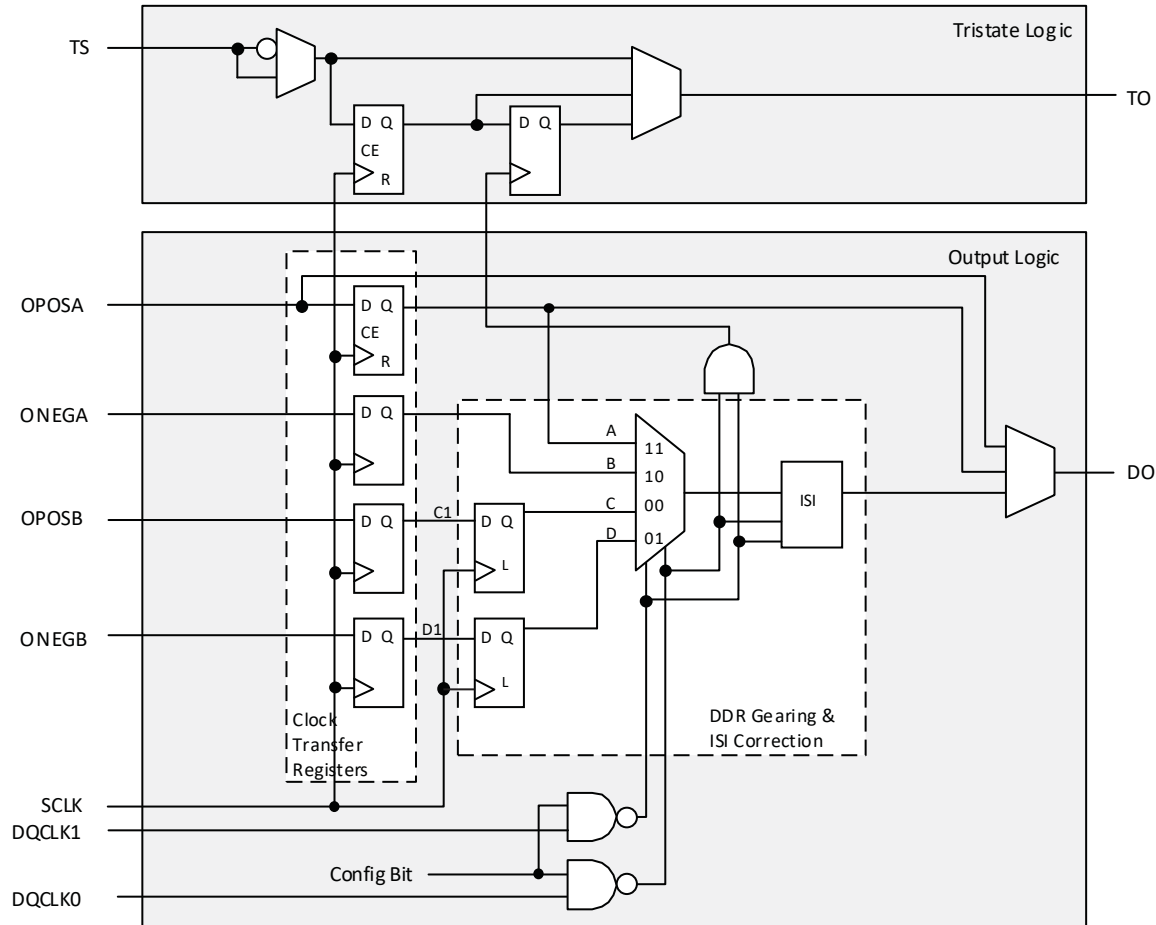 Tristate Logic
TS
TO
D Q
CE
R
D Q
Output Logic
OPOSA
D Q
CE
R
ONEGA
D Q
A
11
B
10
DO
OPOSB
D Q
C1
D Q
L
C
00
D
01
ISI
ONEGB
D Q
D1
D Q
L
Clock
Transfer
Registers
DDR Gearing &
ISI Correction
SCLK
DQCLK1
Config Bit
DQCLK0